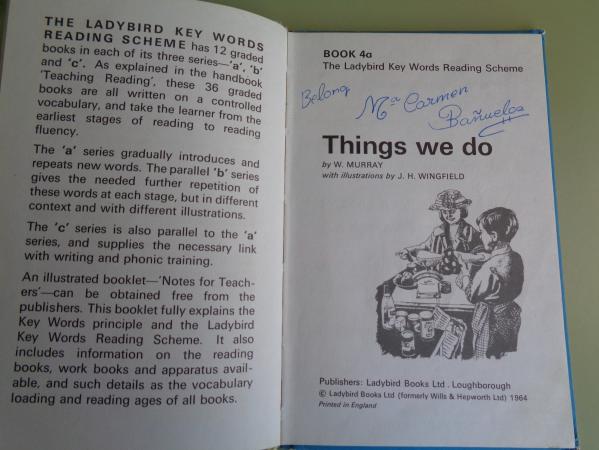 THE LADYBIRD KEY WORDS
READING SCHEME has 12 graded
books in each of its three series—'a', 'b'
and 'c'. As explained in the handbook
'Teaching Reading', these 36 graded
books are all written on a controlled
vocabulary, and take the learner from the
earliest stages of reading to reading
fluency.
The 'a' series gradually introduces and
repeats new words. The parallel 'b' series
gives the needed further repetition of
these words at each stage, but in different
context and with different illustrations.
The 'c' series is also parallel to the 'a'
series, and supplies the necessary link
with writing and phonic training.
An illustrated booklet—'Notes for Teach-
ers'—can be obtained free from the
publishers. This booklet fully explains the
Key Words principle and the Ladybird
Key Words Reading Scheme. It also
includes information on the reading
books, work books and apparatus avail-
able, and such details as the vocabulary
loading and reading ages of all books.
BOOK 4a
The Ladybird Key Words Reading Scheme
Belong Mª Carmen
Bañuelos
Things we do
by W. MURRAY
with illustrations by J. H. WINGFIELD
Publishers: Ladybird Books Ltd . Loughborough
© Ladybird Books Ltd (formerly Wills & Hepworth Ltd) 1964
Printed in England